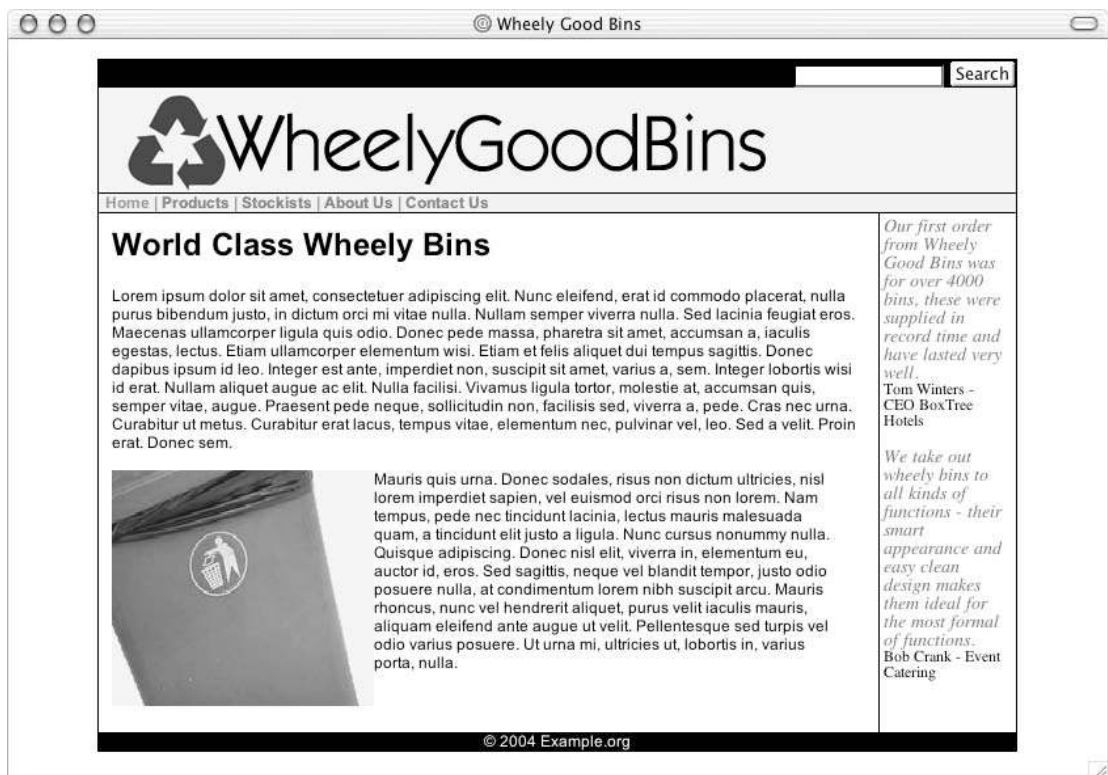 @ Wheely Good Bins
Search
WheelyGoodBins
Home | Products | Stockists | About Us | Contact Us
World Class Wheely Bins
Lorem ipsum dolor sit amet, consectetuer adipiscing elit. Nunc eleifend, erat id commodo placerat, nulla
purus bibendum justo, in dictum orci mi vitae nulla. Nullam semper viverra nulla. Sed lacinia feugiat eros.
Maecenas ullamcorper ligula quis odio. Donec pede massa, pharetra sit amet, accumsan a, iaculis
egestas, lectus. Etiam ullamcorper elementum wisi. Etiam et felis aliquet dui tempus sagittis. Donec
dapibus ipsum id leo. Integer est ante, imperdiet non, suscipit sit amet, varius a, sem. Integer lobortis wisi
id erat. Nullam aliquet augue ac elit. Nulla facilisi. Vivamus ligula tortor, molestie at, accumsan quis,
semper vitae, augue. Praesent pede neque, sollicitudin non, facilisis sed, viverra a, pede. Cras nec urna.
Curabitur ut metus. Curabitur erat lacus, tempus vitae, elementum nec, pulvinar vel, leo. Sed a velit. Proin
erat. Donec sem.
Mauris quis urna. Donec sodales, risus non dictum ultricies, nisl
lorem imperdiet sapien, vel euismod orci risus non lorem. Nam
tempus, pede nec tincidunt lacinia, lectus mauris malesuada
quam, a tincidunt elit justo a ligula. Nunc cursus nonummy nulla.
Quisque adipiscing. Donec nisl elit, viverra in, elementum eu,
auctor id, eros. Sed sagittis, neque vel blandit tempor, justo odio
posuere nulla, at condimentum lorem nibh suscipit arcu. Mauris
rhoncus, nunc vel hendrerit aliquet, purus velit iaculis mauris,
aliquam eleifend ante augue ut velit. Pellentesque sed turpis vel
odio varius posuere. Ut urna mi, ultricies ut, lobortis in, varius
porta, nulla.
Our first order
from Wheely
Good Bins was
for over 4000
bins, these were
supplied in
record time and
have lasted very
well.
Tom Winters -
CEO BoxTree
Hotels
We take out
wheely bins to
all kinds of
functions - their
smart
appearance and
easy clean
design makes
them ideal for
the most formal
of functions.
Bob Crank - Event
Catering
© 2004 Example.org